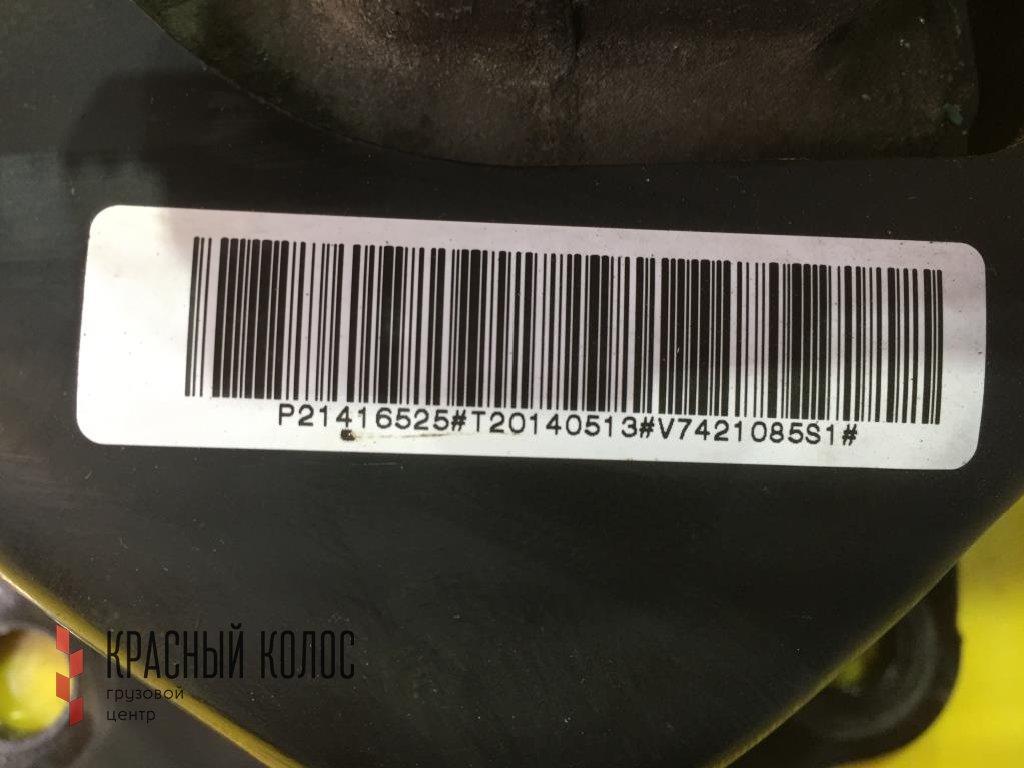 P21416525#T20140513#V7421085S1#
КРАСНЫЙ КОЛОС
грузовой
центр